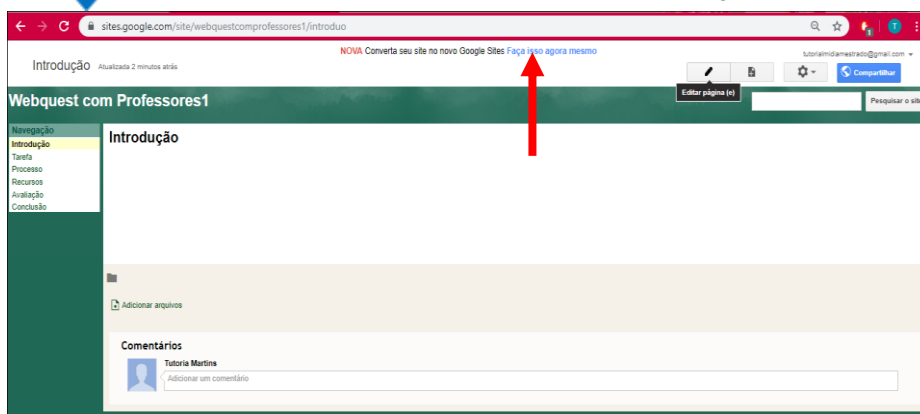 sites.google.com/site/webquestcomprofessores1/introduo
NOVA Converta seu site no novo Google Sites Faça isso agora mesmo
tutorialmidiamestrado@gmail.com
Introdução Atualizada 2 minutos atrás
Compartilhar
Editar página (e)
Webquest com Professores1
Pesquisar o site
Navegação
Introdução
Tarefa
Processo
Recursos
Avaliação
Conclusão
Introdução
Adicionar arquivos
Comentários
Tutoria Martins
Adicionar um comentário